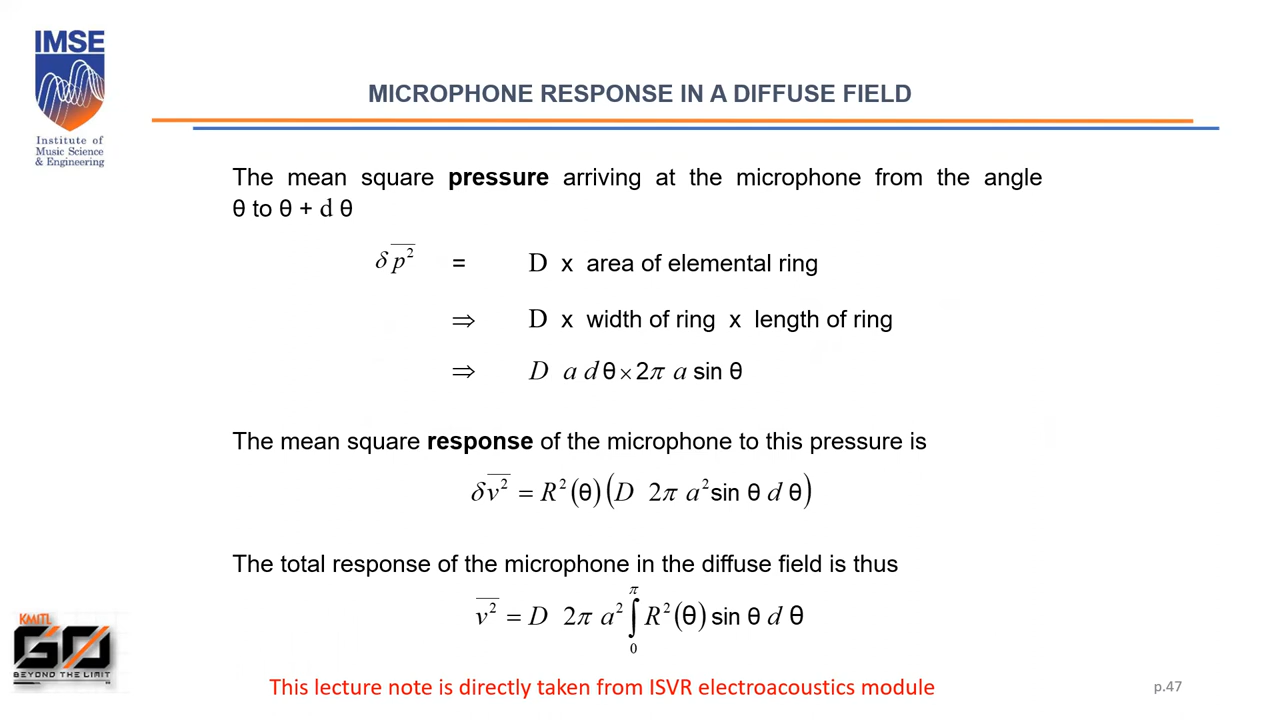 IMSE
Institute of
Music Science
& Engineering
MICROPHONE RESPONSE IN A DIFFUSE FIELD
The mean square pressure arriving at the microphone from the angle
θ to θ + d θ
δ p̅² = D x area of elemental ring
⇒ D x width of ring x length of ring
⇒ D a d θ × 2π a sin θ
The mean square response of the microphone to this pressure is
δ v̅² = R²(θ)(D 2π a² sin θ d θ)
The total response of the microphone in the diffuse field is thus
v̅² = D 2π a² ∫₀^π R²(θ) sin θ d θ
KMITL
GO
BEYOND THE LIMIT
This lecture note is directly taken from ISVR electroacoustics module
p.47